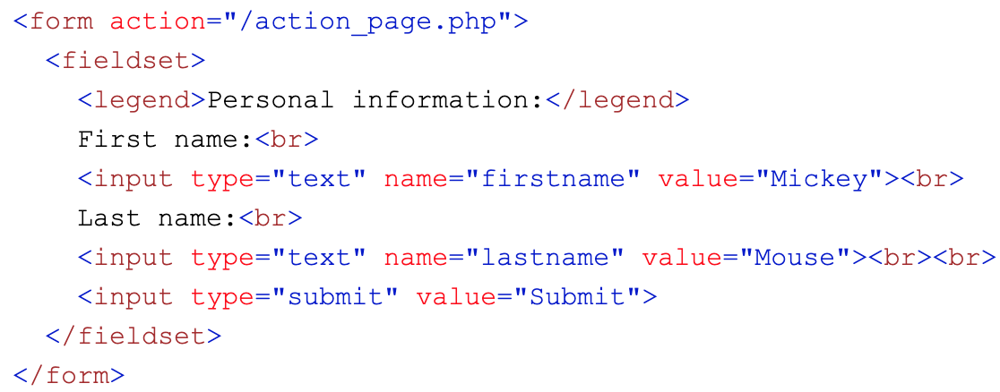 <form action="/action_page.php">
  <fieldset>
    <legend>Personal information:</legend>
    First name:<br>
    <input type="text" name="firstname" value="Mickey"><br>
    Last name:<br>
    <input type="text" name="lastname" value="Mouse"><br><br>
    <input type="submit" value="Submit">
  </fieldset>
</form>